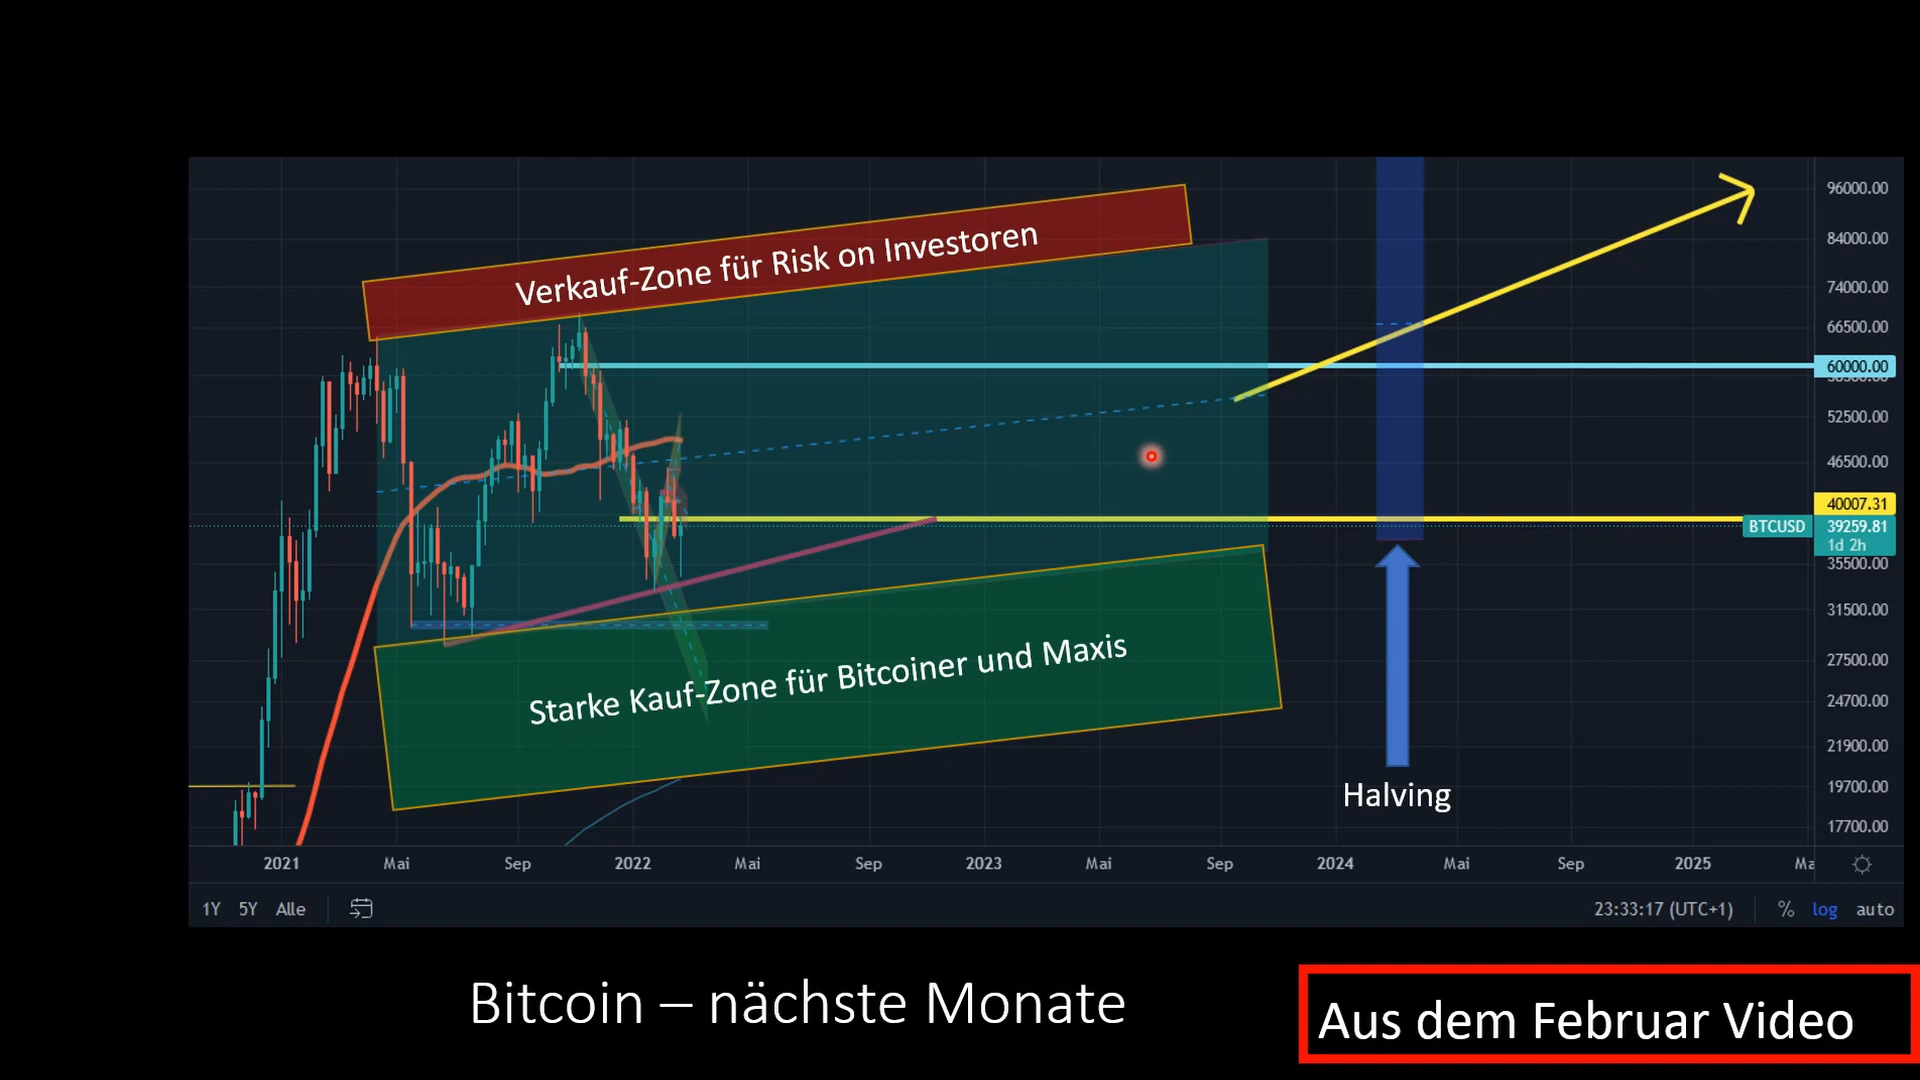 Verkauf-Zone für Risk on Investoren
Starke Kauf-Zone für Bitcoiner und Maxis
Halving
96000.00
84000.00
74000.00
66500.00
60000.00
52500.00
46500.00
40007.31
BTCUSD 39259.81
1d 2h
35500.00
31500.00
27500.00
24700.00
21900.00
19700.00
17700.00
2021 Mai Sep 2022 Mai Sep 2023 Mai Sep 2024 Mai Sep 2025
1Y 5Y Alle 23:33:17 (UTC+1) % log auto
Bitcoin – nächste Monate
Aus dem Februar Video